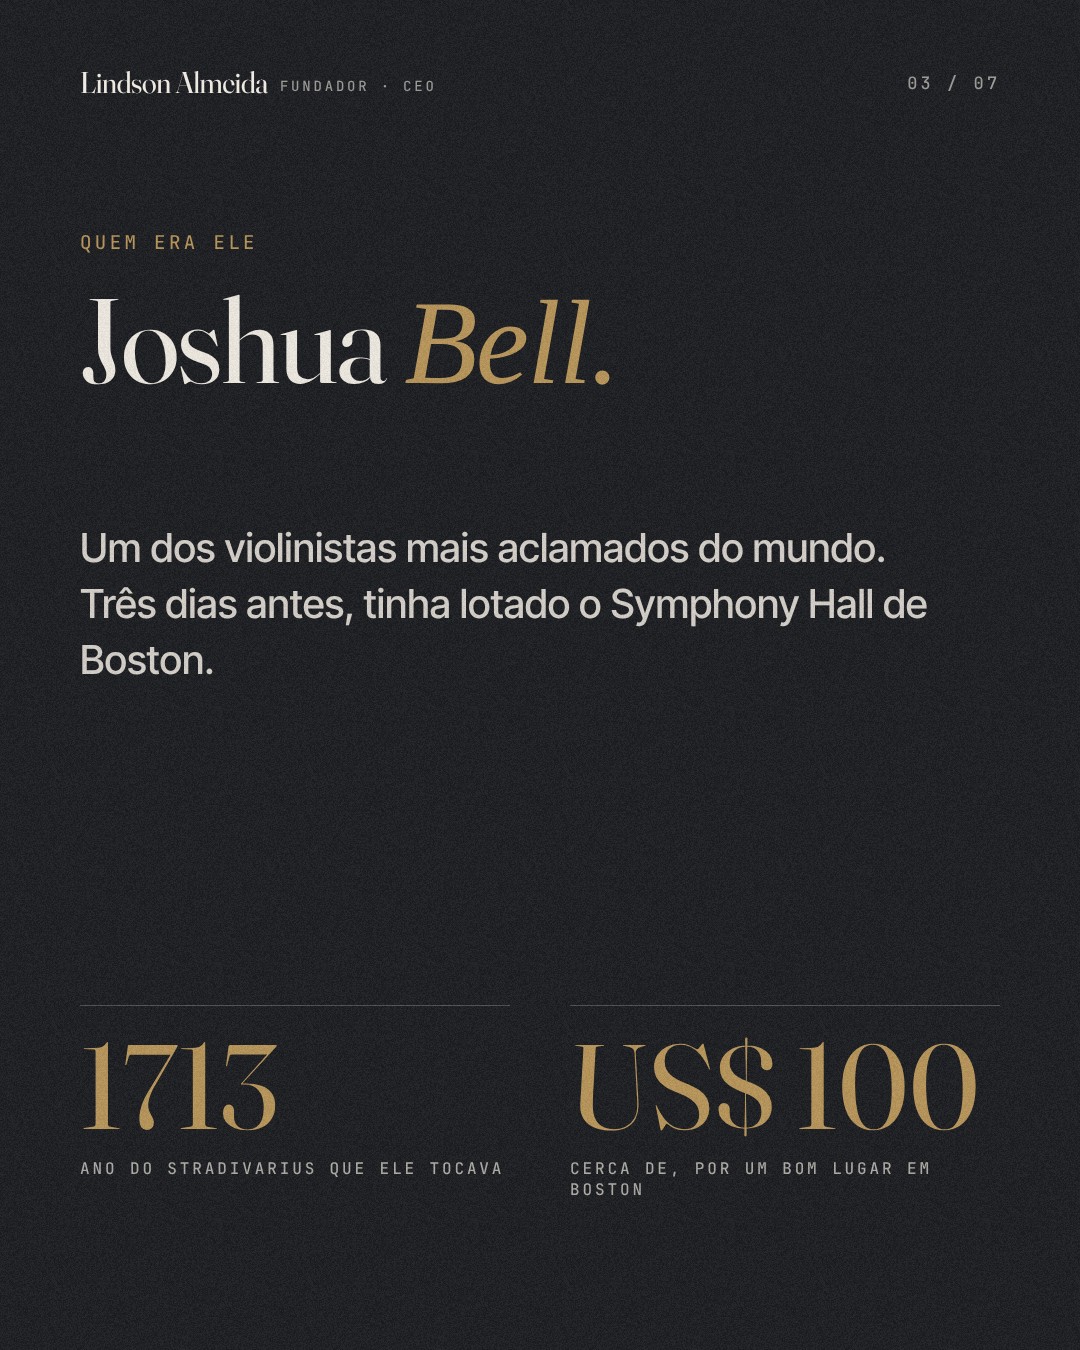 Lindson Almeida FUNDADOR · CEO
03 / 07
QUEM ERA ELE
Joshua Bell.
Um dos violinistas mais aclamados do mundo.
Três dias antes, tinha lotado o Symphony Hall de
Boston.
1713
ANO DO STRADIVARIUS QUE ELE TOCAVA
US$ 100
CERCA DE, POR UM BOM LUGAR EM
BOSTON